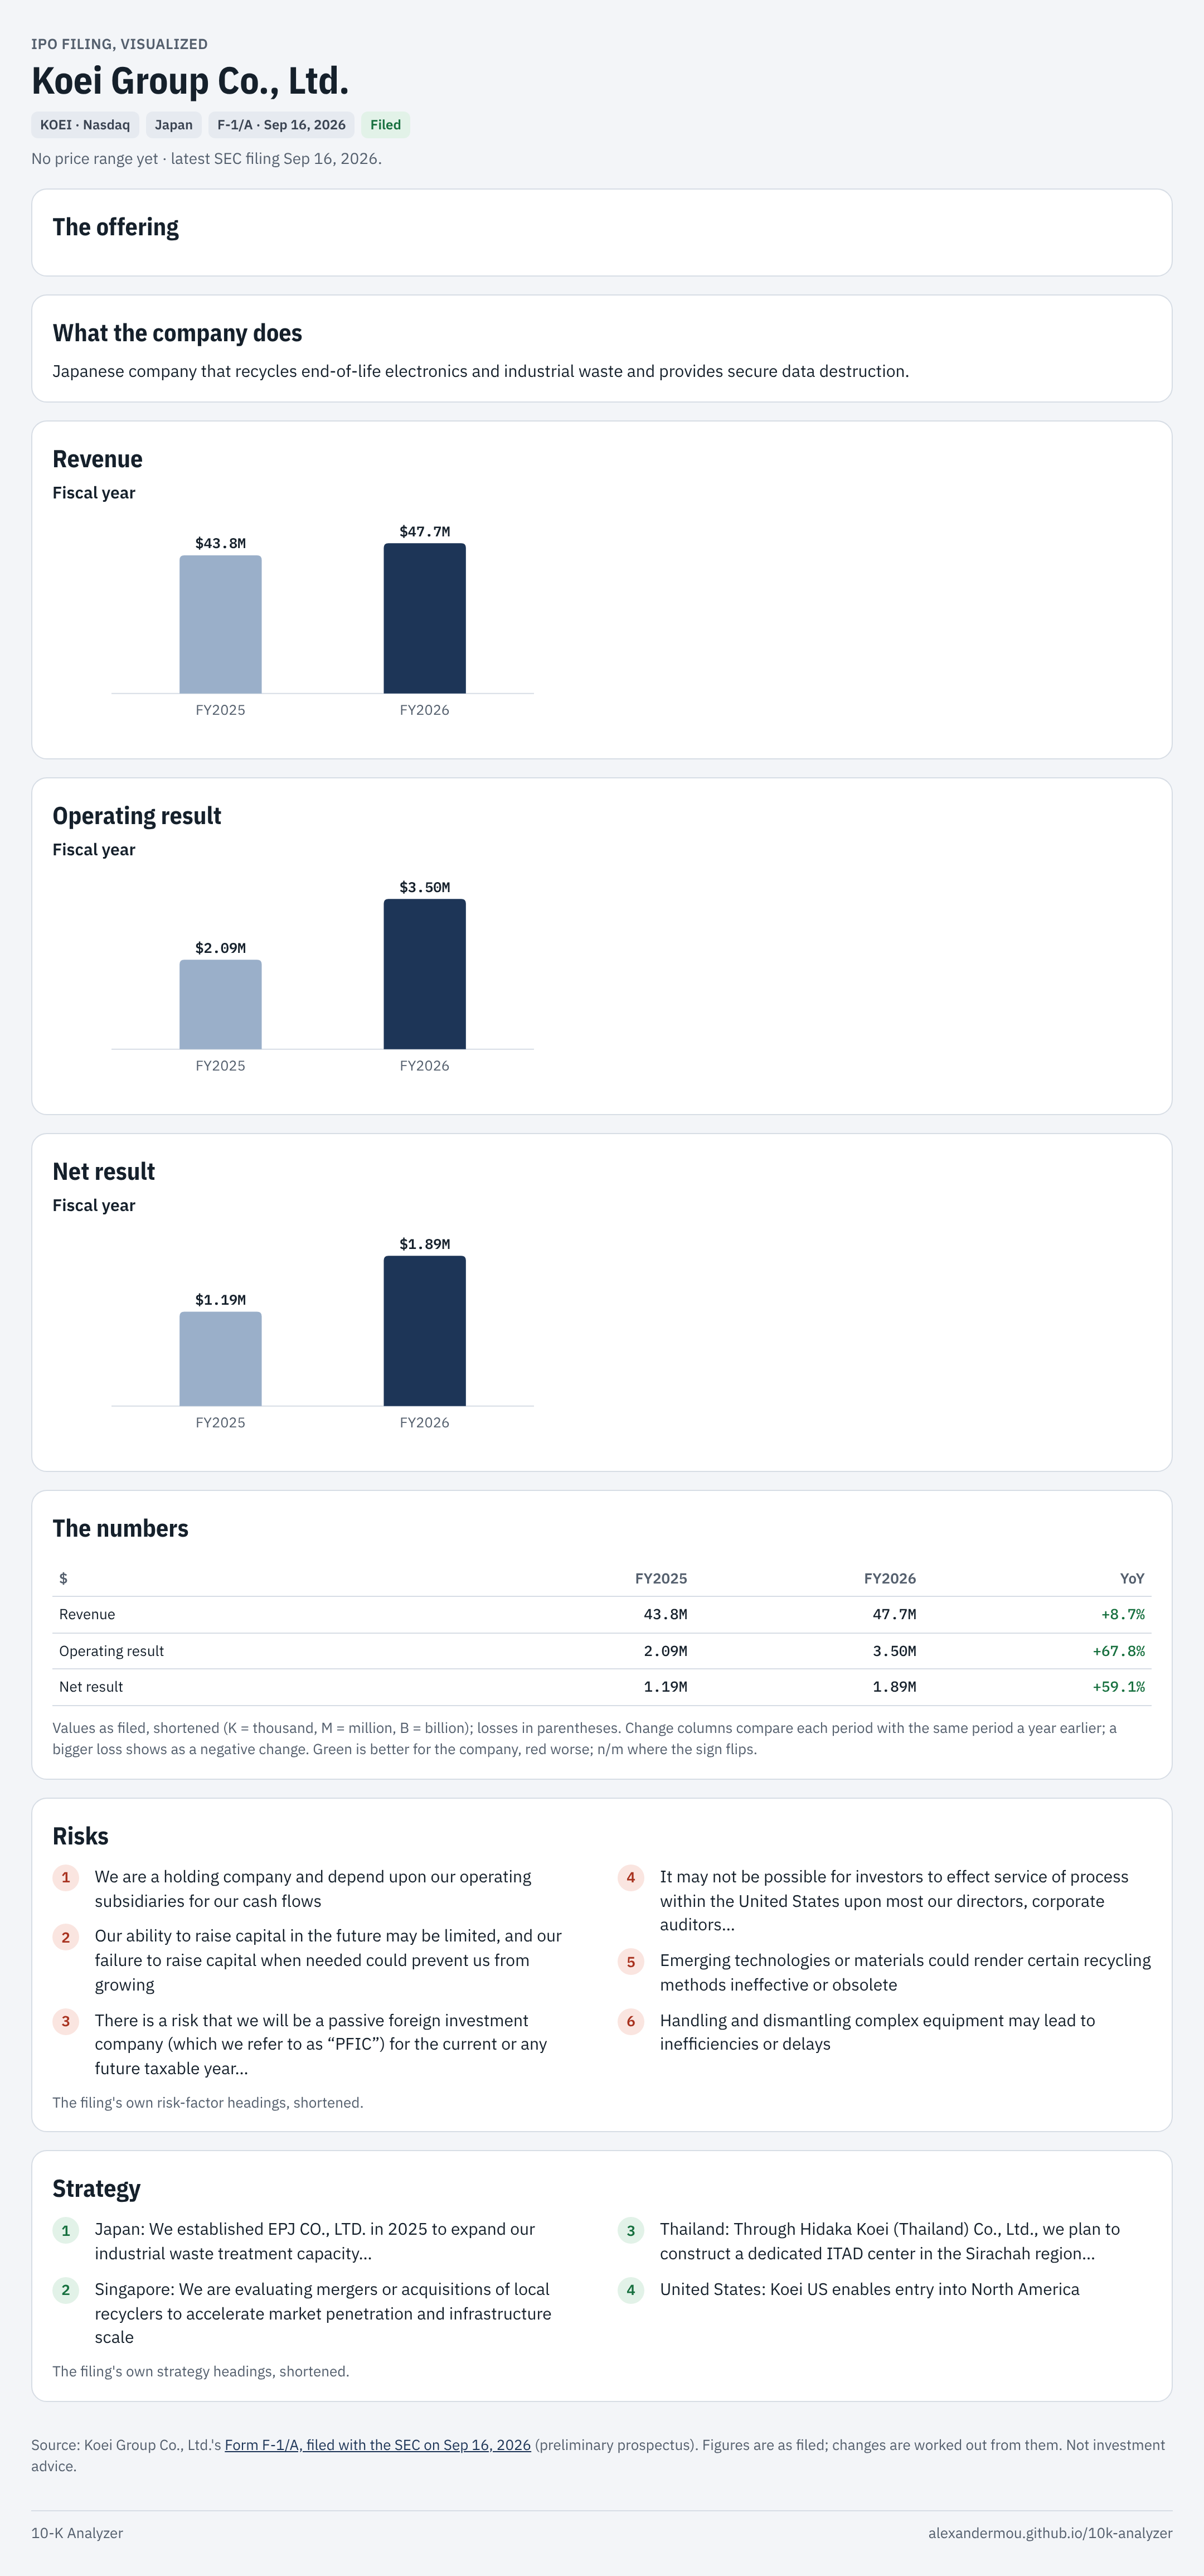 IPO FILING, VISUALIZED
Koei Group Co., Ltd.
KOEI · Nasdaq Japan F-1/A · Sep 16, 2026 Filed
No price range yet · latest SEC filing Sep 16, 2026.
The offering
What the company does
Japanese company that recycles end-of-life electronics and industrial waste and provides secure data destruction.
Revenue
Fiscal year
$43.8M $47.7M
FY2025 FY2026
Operating result
Fiscal year
$2.09M $3.50M
FY2025 FY2026
Net result
Fiscal year
$1.19M $1.89M
FY2025 FY2026
The numbers
$ FY2025 FY2026 YoY
Revenue 43.8M 47.7M +8.7%
Operating result 2.09M 3.50M +67.8%
Net result 1.19M 1.89M +59.1%
Values as filed, shortened (K = thousand, M = million, B = billion); losses in parentheses. Change columns compare each period with the same period a year earlier; a
bigger loss shows as a negative change. Green is better for the company, red worse; n/m where the sign flips.
Risks
1 We are a holding company and depend upon our operating
subsidiaries for our cash flows
2 Our ability to raise capital in the future may be limited, and our
failure to raise capital when needed could prevent us from
growing
3 There is a risk that we will be a passive foreign investment
company (which we refer to as “PFIC”) for the current or any
future taxable year…
4 It may not be possible for investors to effect service of process
within the United States upon most our directors, corporate
auditors…
5 Emerging technologies or materials could render certain recycling
methods ineffective or obsolete
6 Handling and dismantling complex equipment may lead to
inefficiencies or delays
The filing's own risk-factor headings, shortened.
Strategy
1 Japan: We established EPJ CO., LTD. in 2025 to expand our
industrial waste treatment capacity…
2 Singapore: We are evaluating mergers or acquisitions of local
recyclers to accelerate market penetration and infrastructure
scale
3 Thailand: Through Hidaka Koei (Thailand) Co., Ltd., we plan to
construct a dedicated ITAD center in the Sirachah region…
4 United States: Koei US enables entry into North America
The filing's own strategy headings, shortened.
Source: Koei Group Co., Ltd.'s Form F-1/A, filed with the SEC on Sep 16, 2026 (preliminary prospectus). Figures are as filed; changes are worked out from them. Not investment
advice.
10-K Analyzer alexandermou.github.io/10k-analyzer